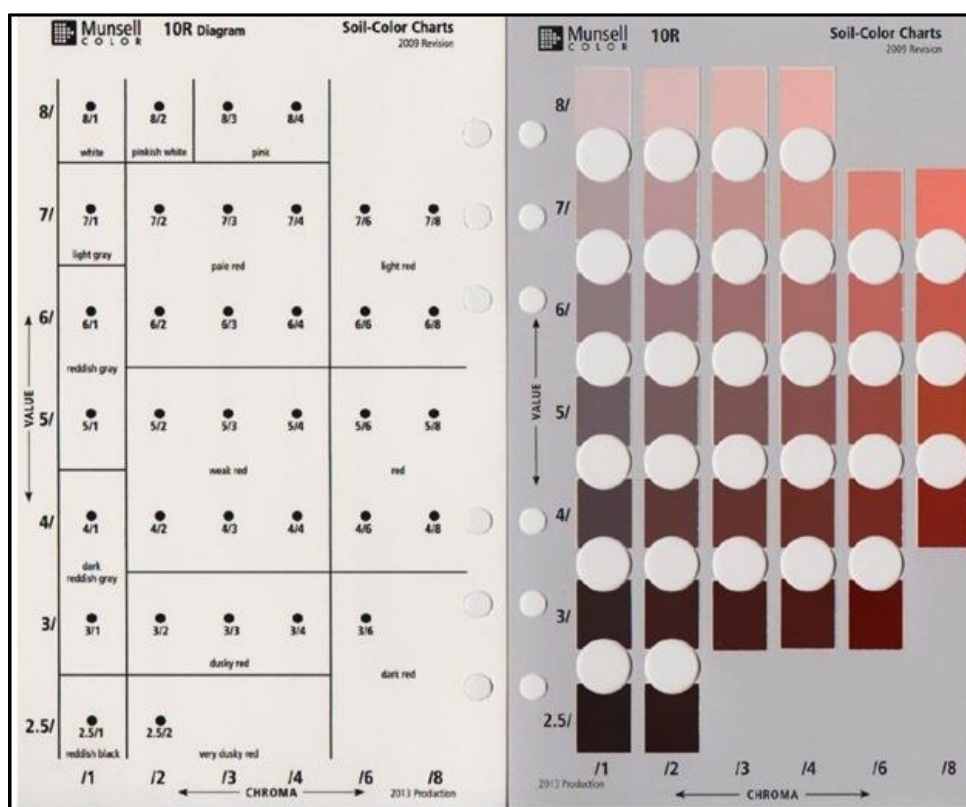 Munsell COLOR 10R Diagram Soil-Color Charts
2009 Revision
8/ 8/1 8/2 8/3 8/4
white pinkish white pink
7/ 7/1 7/2 7/3 7/4 7/6 7/8
light gray pale red light red
6/ 6/1 6/2 6/3 6/4 6/6 6/8
reddish gray
VALUE
5/ 5/1 5/2 5/3 5/4 5/6 5/8
weak red red
4/ 4/1 4/2 4/3 4/4 4/6 4/8
dark
reddish gray
3/ 3/1 3/2 3/3 3/4 3/6
dusky red dark red
2.5/ 2.5/1 2.5/2
reddish black very dusky red
/1 /2 /3 /4 /6 /8
CHROMA 2013 Production
Munsell COLOR 10R Soil-Color Charts
2009 Revision
8/
7/
6/
VALUE
5/
4/
3/
2.5/
/1 /2 /3 /4 /6 /8
2013 Production CHROMA